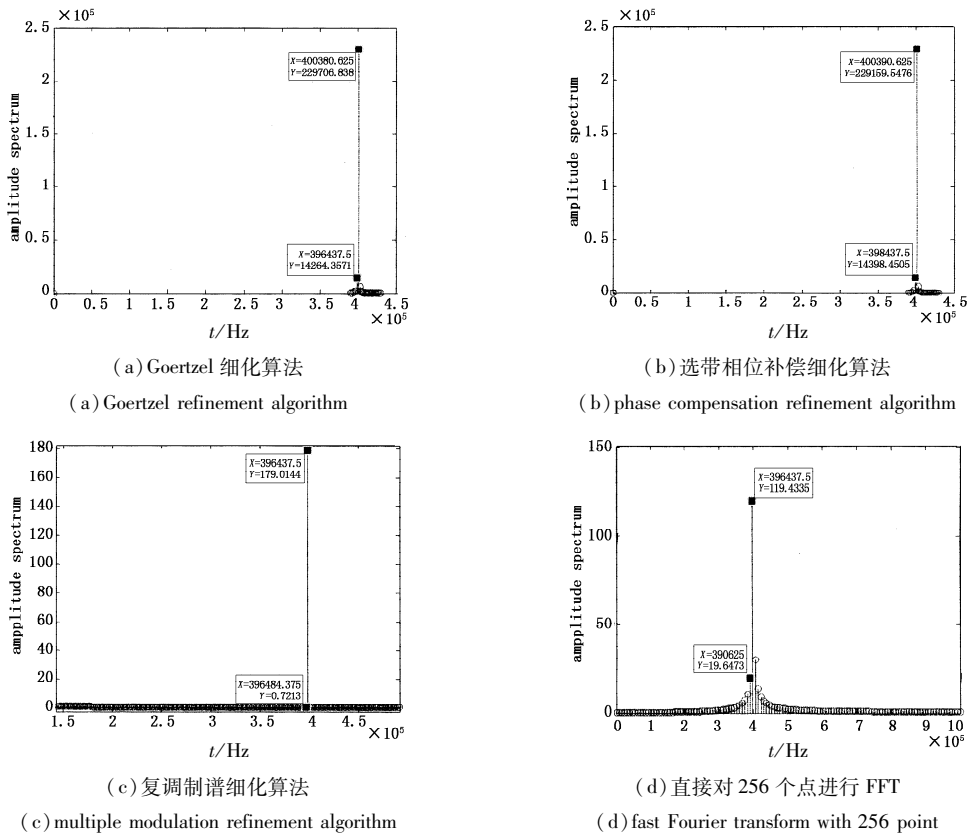 ×10⁵
2.5
X=400380.625
Y=229706.838
2
1.5
1
0.5
X=396437.5
Y=14264.3571
0
amplitude spectrum
0 0.5 1 1.5 2 2.5 3 3.5 4 4.5
×10⁵
t/Hz
(a)Goertzel 细化算法
(a)Goertzel refinement algorithm
×10⁵
2.5
X=400390.625
Y=229159.5476
2
1.5
1
0.5
X=398437.5
Y=14398.4505
0
amplitude spectrum
0 0.5 1 1.5 2 2.5 3 3.5 4 4.5
×10⁵
t/Hz
(b)选带相位补偿细化算法
(b)phase compensation refinement algorithm
180
160
140
120
100
80
60
40
20
0
X=396437.5
Y=179.0144
X=396484.375
Y=0.7213
amppltude spectrum
1.5 2 2.5 3 3.5 4 4.5
×10⁵
t/Hz
(c)复调制谱细化算法
(c)multiple modulation refinement algorithm
150
X=396437.5
Y=119.4335
100
50
X=390625
Y=19.6473
0
ampplitude spectrum
0 1 2 3 4 5 6 7 8 9 10
×10⁵
t/Hz
(d)直接对 256 个点进行 FFT
(d)fast Fourier transform with 256 point